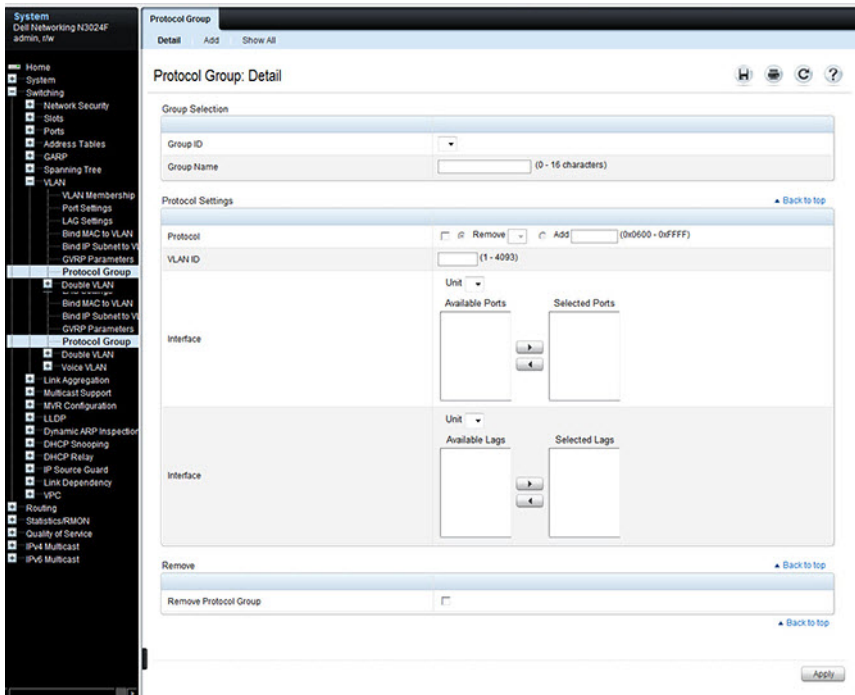 System
Dell Networking N3024F
admin, r/w
Home
System
Switching
Network Security
Slots
Ports
Address Tables
GARP
Spanning Tree
VLAN
VLAN Membership
Port Settings
LAG Settings
Bind MAC to VLAN
Bind IP Subnet to VL
GVRP Parameters
Protocol Group
Double VLAN
Bind MAC to VLAN
Bind IP Subnet to VL
GVRP Parameters
Protocol Group
Double VLAN
Voice VLAN
Link Aggregation
Multicast Support
MVR Configuration
LLDP
Dynamic ARP Inspection
DHCP Snooping
DHCP Relay
IP Source Guard
Link Dependency
VPC
Routing
Statistics/RMON
Quality of Service
IPv4 Multicast
IPv6 Multicast
Protocol Group
Detail Add Show All
Protocol Group: Detail
Group Selection
Group ID
Group Name (0 - 16 characters)
Protocol Settings Back to top
Protocol Remove Add (0x0600 - 0xFFFF)
VLAN ID (1 - 4093)
Unit
Available Ports Selected Ports
Interface
Unit
Available Lags Selected Lags
Interface
Remove Back to top
Remove Protocol Group
Back to top
Apply